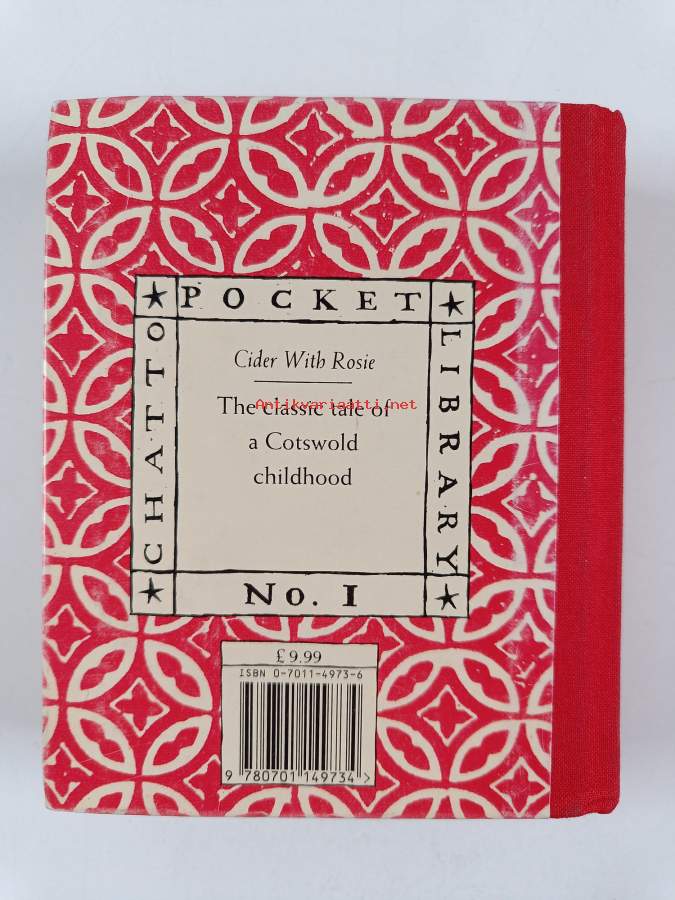 POCKET
CHATTO
LIBRARY
Cider With Rosie
The classic tale of
Antikvariaatti.net
a Cotswold
childhood
No. I
£9.99
ISBN 0-7011-4973-6
9 780701 149734 >